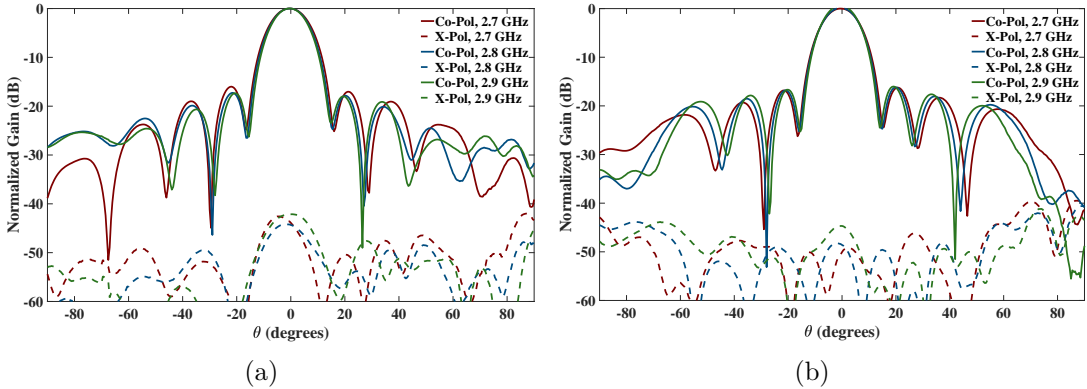 0
-10
-20
-30
-40
-50
-60
Normalized Gain (dB)
-80 -60 -40 -20 0 20 40 60 80
θ (degrees)
Co-Pol, 2.7 GHz
X-Pol, 2.7 GHz
Co-Pol, 2.8 GHz
X-Pol, 2.8 GHz
Co-Pol, 2.9 GHz
X-Pol, 2.9 GHz
(a)
0
-10
-20
-30
-40
-50
-60
Normalized Gain (dB)
-80 -60 -40 -20 0 20 40 60 80
θ (degrees)
Co-Pol, 2.7 GHz
X-Pol, 2.7 GHz
Co-Pol, 2.8 GHz
X-Pol, 2.8 GHz
Co-Pol, 2.9 GHz
X-Pol, 2.9 GHz
(b)